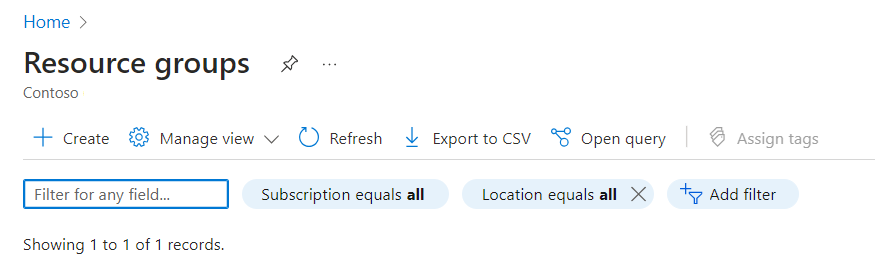 Home
Resource groups
Contoso
Create Manage view Refresh Export to CSV Open query Assign tags
Filter for any field... Subscription equals all Location equals all Add filter
Showing 1 to 1 of 1 records.